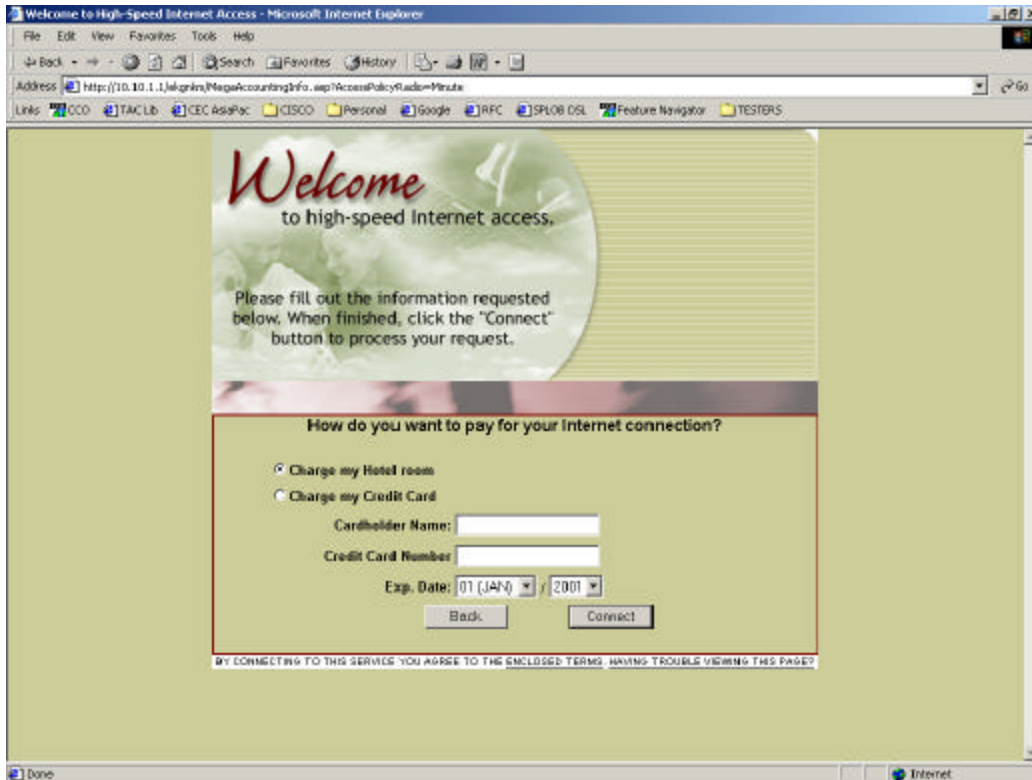 Welcome to High-Speed Internet Access - Microsoft Internet Explorer
File Edit View Favorites Tools Help
Back Search Favorites History
Address Go
Links CCO TAC Lib CEC AsiaPac CISCO Personal Google RFC SPLOB DSL Feature Navigator TESTERS
Welcome
to high-speed Internet access.
Please fill out the information requested
below. When finished, click the "Connect"
button to process your request.
How do you want to pay for your Internet connection?
Charge my Hotel room
Charge my Credit Card
Cardholder Name:
Credit Card Number
Exp. Date: 01 (JAN) / 2001
Back Connect
BY CONNECTING TO THIS SERVICE YOU AGREE TO THE ENCLOSED TERMS. HAVING TROUBLE VIEWING THIS PAGE?
Done Internet